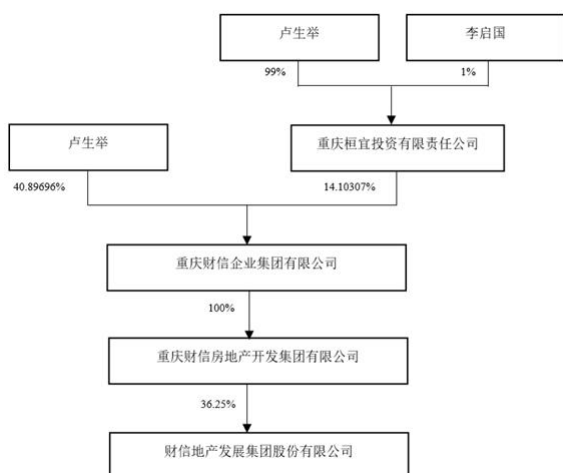 卢生举
李启国
99%
1%
卢生举
重庆桓宜投资有限责任公司
40.89696%
14.10307%
重庆财信企业集团有限公司
100%
重庆财信房地产开发集团有限公司
36.25%
财信地产发展集团股份有限公司